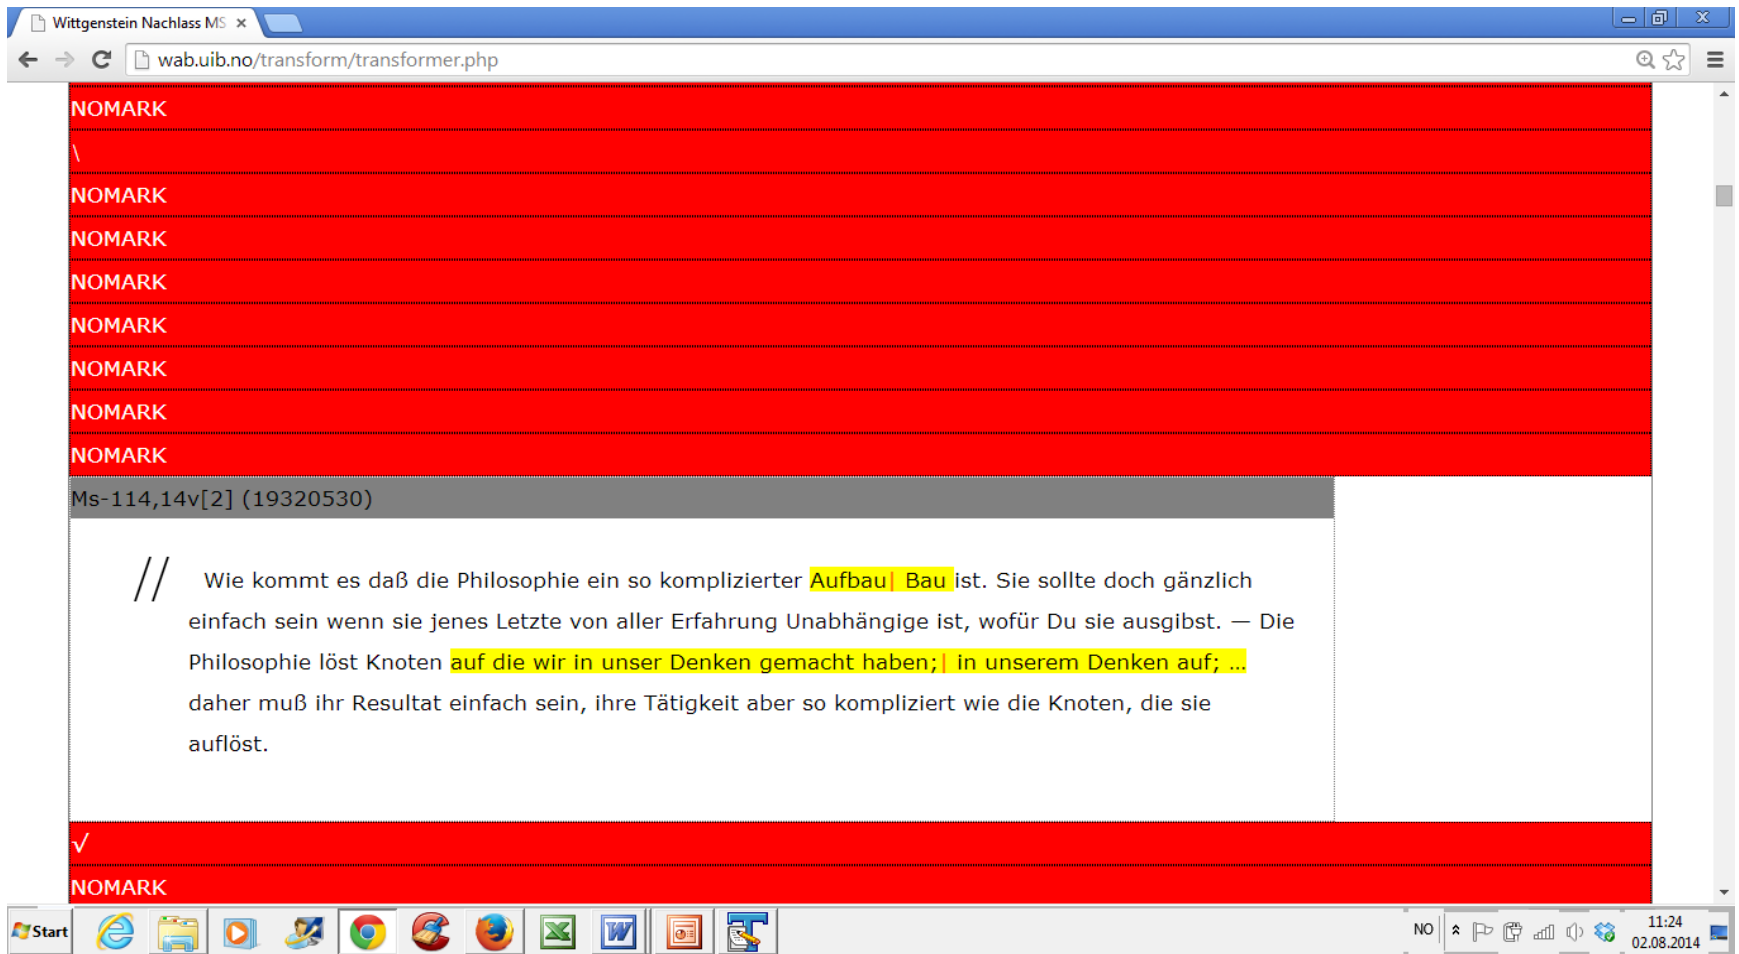 Wittgenstein Nachlass MS
wab.uib.no/transform/transformer.php
NOMARK
\
NOMARK
NOMARK
NOMARK
NOMARK
NOMARK
NOMARK
NOMARK
Ms-114,14v[2] (19320530)
// Wie kommt es daß die Philosophie ein so komplizierter Aufbau| Bau ist. Sie sollte doch gänzlich
einfach sein wenn sie jenes Letzte von aller Erfahrung Unabhängige ist, wofür Du sie ausgibst. — Die
Philosophie löst Knoten auf die wir in unser Denken gemacht haben;| in unserem Denken auf; ...
daher muß ihr Resultat einfach sein, ihre Tätigkeit aber so kompliziert wie die Knoten, die sie
auflöst.
√
NOMARK
Start
NO
11:24
02.08.2014